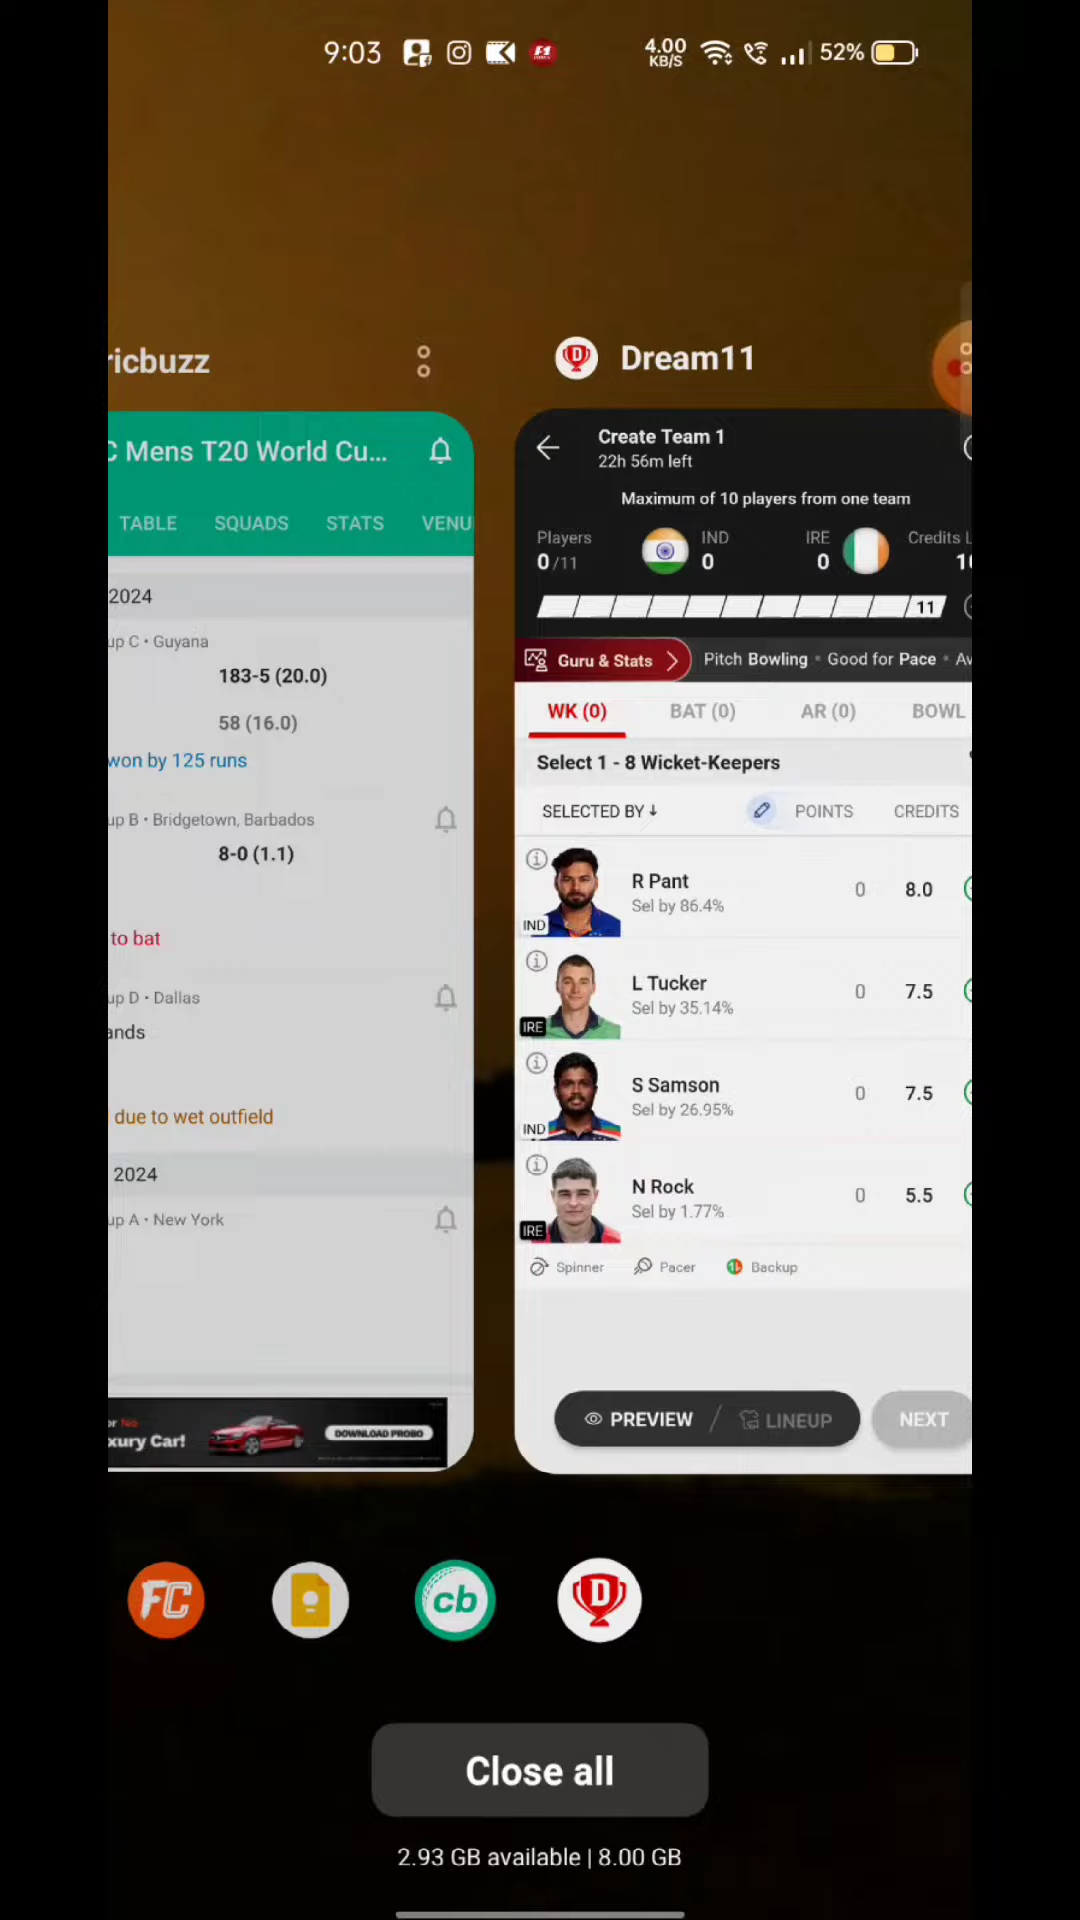 9:03
4.00
KB/S
52%
ricbuzz
Dream11
C Mens T20 World Cu...
TABLE SQUADS STATS VENU
2024
up C • Guyana
183-5 (20.0)
58 (16.0)
won by 125 runs
up B • Bridgetown, Barbados
8-0 (1.1)
to bat
up D • Dallas
ands
due to wet outfield
2024
up A • New York
or No
xury Car!
DOWNLOAD PROBO
Create Team 1
22h 56m left
Maximum of 10 players from one team
Players
0/11
IND
0
IRE
0
Credits L
10
11
Guru & Stats
Pitch Bowling • Good for Pace • Av
WK (0) BAT (0) AR (0) BOWL
Select 1 - 8 Wicket-Keepers
SELECTED BY↓ POINTS CREDITS
R Pant
Sel by 86.4%
0 8.0
IND
L Tucker
Sel by 35.14%
0 7.5
IRE
S Samson
Sel by 26.95%
0 7.5
IND
N Rock
Sel by 1.77%
0 5.5
IRE
Spinner Pacer Backup
PREVIEW / LINEUP NEXT
FC
cb
D
Close all
2.93 GB available | 8.00 GB